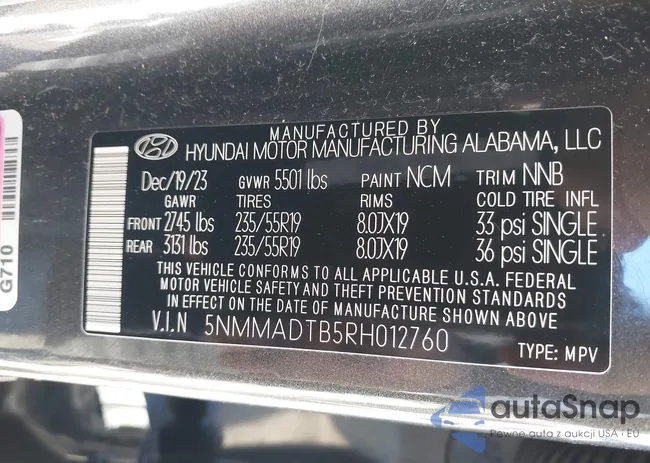 MANUFACTURED BY
HYUNDAI MOTOR MANUFACTURING ALABAMA, LLC
Dec/19/23 GVWR 5501 lbs PAINT NCM TRIM NNB
GAWR TIRES RIMS COLD TIRE INFL
FRONT 2745 lbs 235/55R19 8.0JX19 33 psi SINGLE
REAR 3131 lbs 235/55R19 8.0JX19 36 psi SINGLE
THIS VEHICLE CONFORMS TO ALL APPLICABLE U.S.A. FEDERAL
MOTOR VEHICLE SAFETY AND THEFT PREVENTION STANDARDS
IN EFFECT ON THE DATE OF MANUFACTURE SHOWN ABOVE.
V.I.N 5NMMADTB5RH012760
TYPE: MPV
G710
autaSnap
Pewne auta z aukcji USA i EU